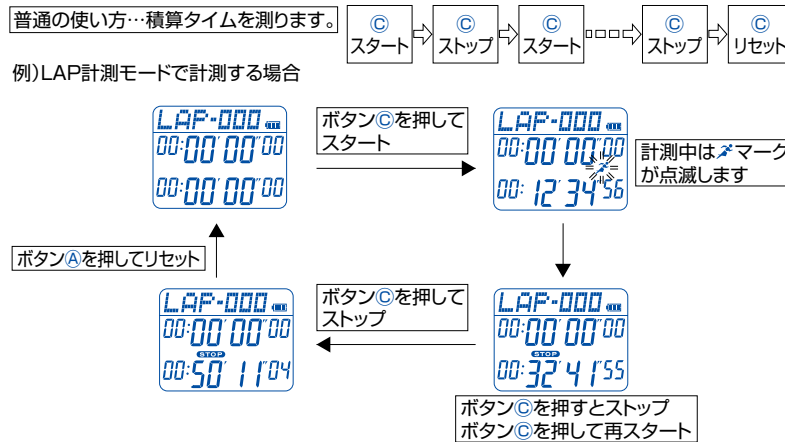 普通の使い方…積算タイムを測ります。
Ⓒ
スタート
Ⓒ
ストップ
Ⓒ
スタート
Ⓒ
ストップ
Ⓒ
リセット
例)LAP計測モードで計測する場合
LAP-000
00:00'00"00
00:00'00"00
ボタンⒸを押して
スタート
LAP-000
00:00'00"00
00:12'34"56
計測中はマーク
が点滅します
ボタンⒶを押してリセット
LAP-000
00:00'00"00
STOP
00:50'11"04
ボタンⒸを押して
ストップ
LAP-000
00:00'00"00
STOP
00:32'41"55
ボタンⒸを押すとストップ
ボタンⒸを押して再スタート